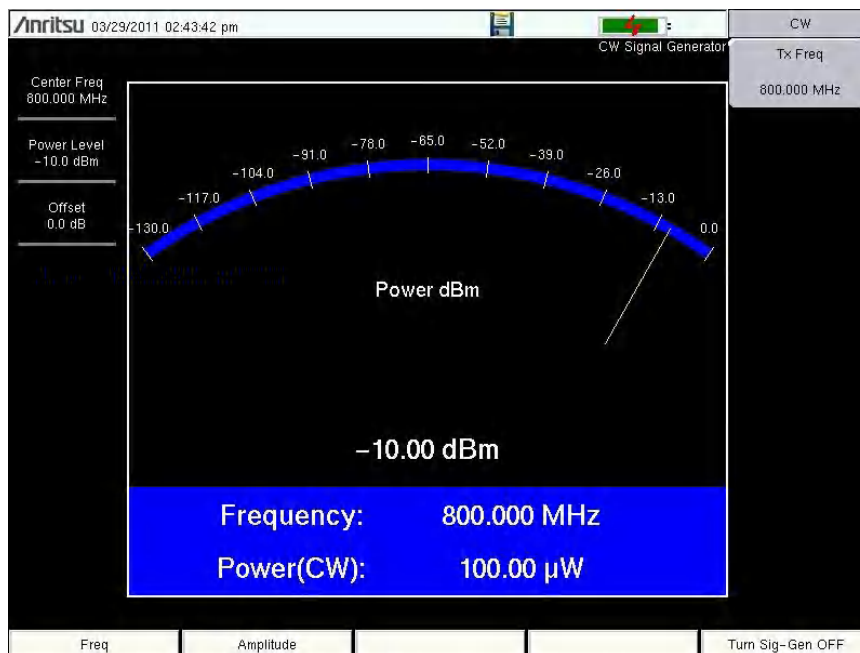 /Inritsu 03/29/2011 02:43:42 pm
CW
CW Signal Generator
Tx Freq
800.000 MHz
Center Freq
800.000 MHz
Power Level
-10.0 dBm
Offset
0.0 dB
-130.0
-117.0
-104.0
-91.0
-78.0
-65.0
-52.0
-39.0
-26.0
-13.0
0.0
Power dBm
-10.00 dBm
Frequency: 800.000 MHz
Power(CW): 100.00 µW
Freq
Amplitude
Turn Sig-Gen OFF